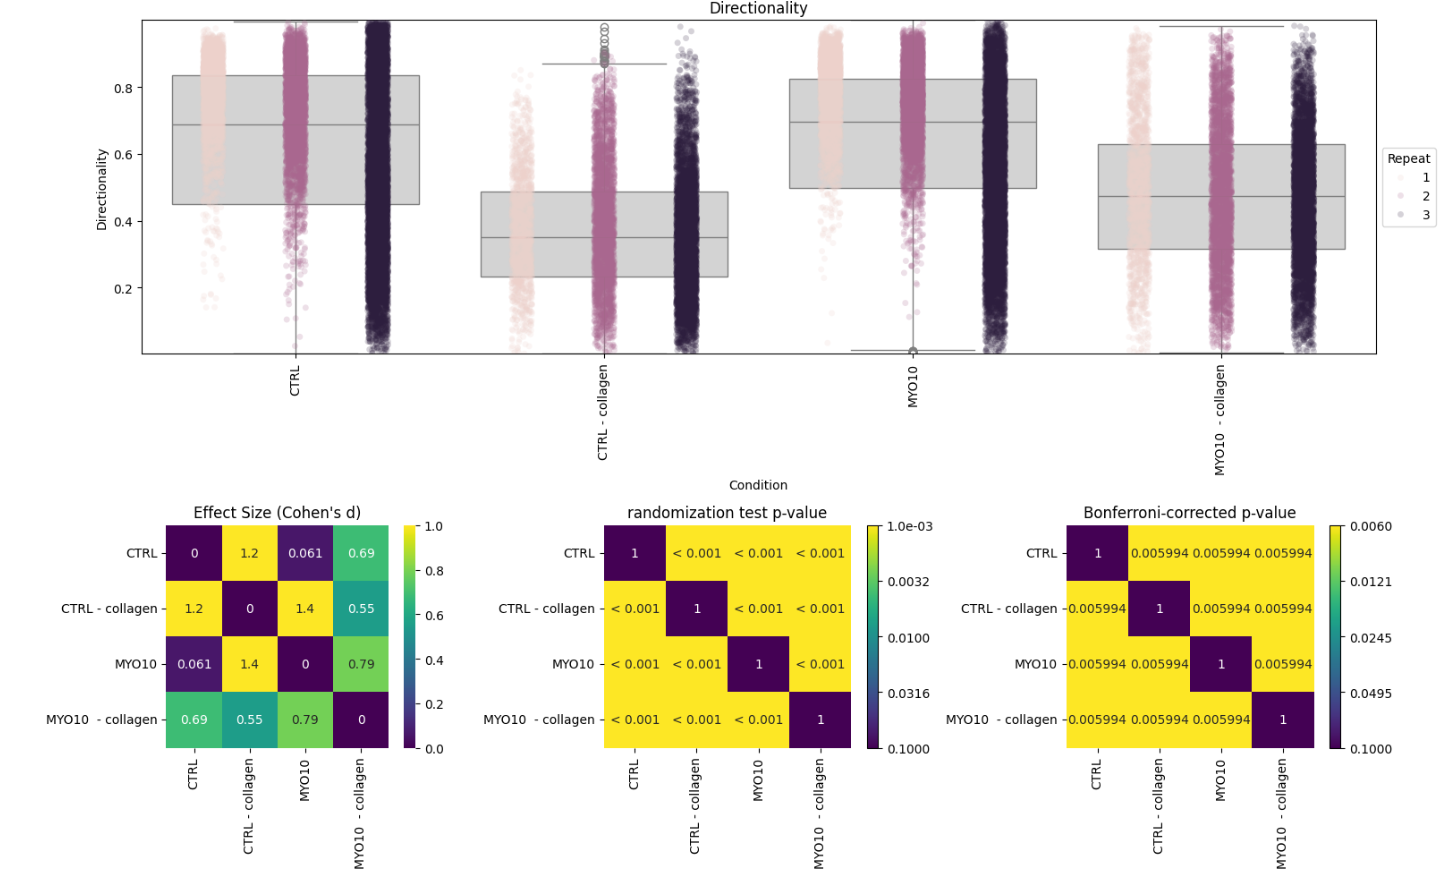 Directionality
Directionality
0.8
0.6
0.4
0.2
Repeat
1
2
3
CTRL
CTRL - collagen
MYO10
MYO10  - collagen
Condition
Effect Size (Cohen's d)
CTRL
CTRL - collagen
MYO10
MYO10  - collagen
0 1.2 0.061 0.69
1.2 0 1.4 0.55
0.061 1.4 0 0.79
0.69 0.55 0.79 0
CTRL
CTRL - collagen
MYO10
MYO10  - collagen
1.0
0.8
0.6
0.4
0.2
0.0
randomization test p-value
CTRL
CTRL - collagen
MYO10
MYO10  - collagen
1 < 0.001 < 0.001 < 0.001
< 0.001 1 < 0.001 < 0.001
< 0.001 < 0.001 1 < 0.001
< 0.001 < 0.001 < 0.001 1
CTRL
CTRL - collagen
MYO10
MYO10  - collagen
1.0e-03
0.0032
0.0100
0.0316
0.1000
Bonferroni-corrected p-value
CTRL
CTRL - collagen
MYO10
MYO10  - collagen
1 0.005994 0.005994 0.005994
0.005994 1 0.005994 0.005994
0.005994 0.005994 1 0.005994
0.005994 0.005994 0.005994 1
CTRL
CTRL - collagen
MYO10
MYO10  - collagen
0.0060
0.0121
0.0245
0.0495
0.1000